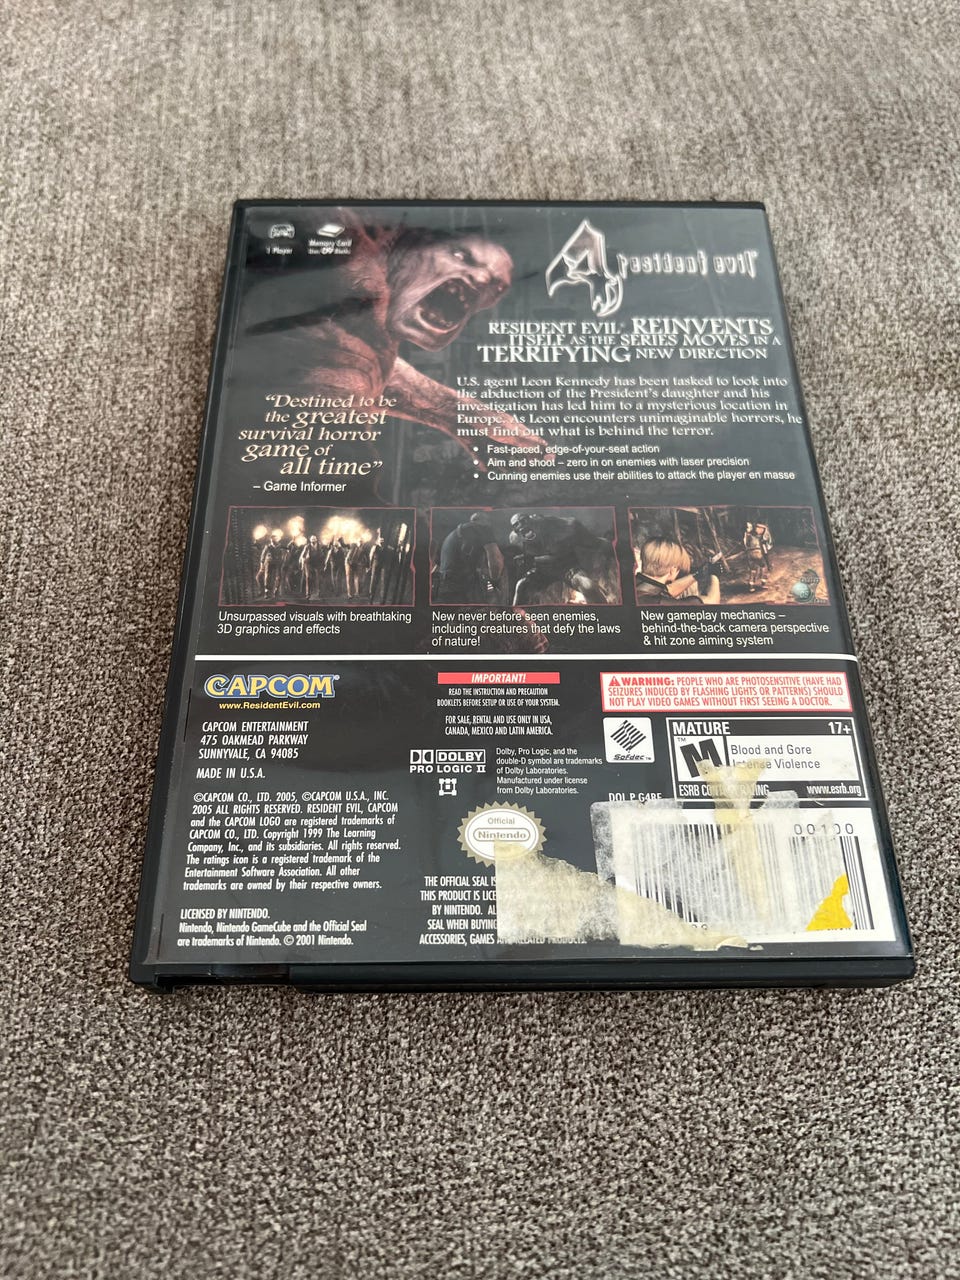 1 Player
Memory Card
4 resident evil
RESIDENT EVIL® REINVENTS
ITSELF AS THE SERIES MOVES IN A
TERRIFYING NEW DIRECTION
U.S. agent Leon Kennedy has been tasked to look into
the abduction of the President's daughter and his
investigation has led him to a mysterious location in
Europe. As Leon encounters unimaginable horrors, he
must find out what is behind the terror.
• Fast-paced, edge-of-your-seat action
• Aim and shoot – zero in on enemies with laser precision
• Cunning enemies use their abilities to attack the player en masse
"Destined to be
the greatest
survival horror
game of
all time"
– Game Informer
Unsurpassed visuals with breathtaking
3D graphics and effects
New never before seen enemies,
including creatures that defy the laws
of nature!
New gameplay mechanics –
behind-the-back camera perspective
& hit zone aiming system
CAPCOM®
www.ResidentEvil.com
CAPCOM ENTERTAINMENT
475 OAKMEAD PARKWAY
SUNNYVALE, CA 94085
MADE IN U.S.A.
©CAPCOM CO., LTD. 2005, ©CAPCOM U.S.A., INC.
2005 ALL RIGHTS RESERVED. RESIDENT EVIL, CAPCOM
and the CAPCOM LOGO are registered trademarks of
CAPCOM CO., LTD. Copyright 1999 The Learning
Company, Inc., and its subsidiaries. All rights reserved.
The ratings icon is a registered trademark of the
Entertainment Software Association. All other
trademarks are owned by their respective owners.
LICENSED BY NINTENDO.
Nintendo, Nintendo GameCube and the Official Seal
are trademarks of Nintendo. © 2001 Nintendo.
IMPORTANT!
READ THE INSTRUCTION AND PRECAUTION
BOOKLETS BEFORE SETUP OR USE OF YOUR SYSTEM.
FOR SALE, RENTAL AND USE ONLY IN USA,
CANADA, MEXICO AND LATIN AMERICA.
DOLBY
PRO LOGIC II
Dolby, Pro Logic, and the
double-D symbol are trademarks
of Dolby Laboratories.
Manufactured under license
from Dolby Laboratories.
Official
Nintendo
THE OFFICIAL SEAL IS
THIS PRODUCT IS
BY NINTENDO.
SEAL WHEN BUYING
ACCESSORIES, GAMES AND RELATED PRODUCTS.
WARNING: PEOPLE WHO ARE PHOTOSENSITIVE (HAVE HAD
SEIZURES INDUCED BY FLASHING LIGHTS OR PATTERNS) SHOULD
NOT PLAY VIDEO GAMES WITHOUT FIRST SEEING A DOCTOR.
Sofdec™
MATURE 17+
M
Blood and Gore
Intense Violence
ESRB CONTENT RATING www.esrb.org
00100